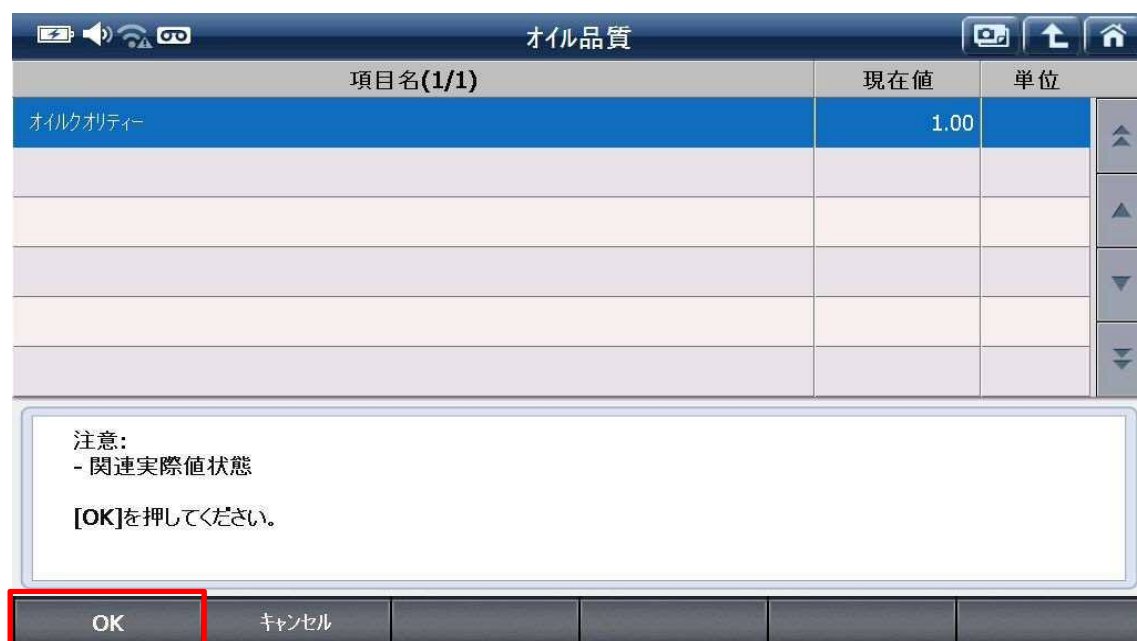 オイル品質
項目名(1/1) 現在値 単位
オイルクオリティー 1.00
注意:
- 関連実際値状態
[OK]を押してください。
OK キャンセル